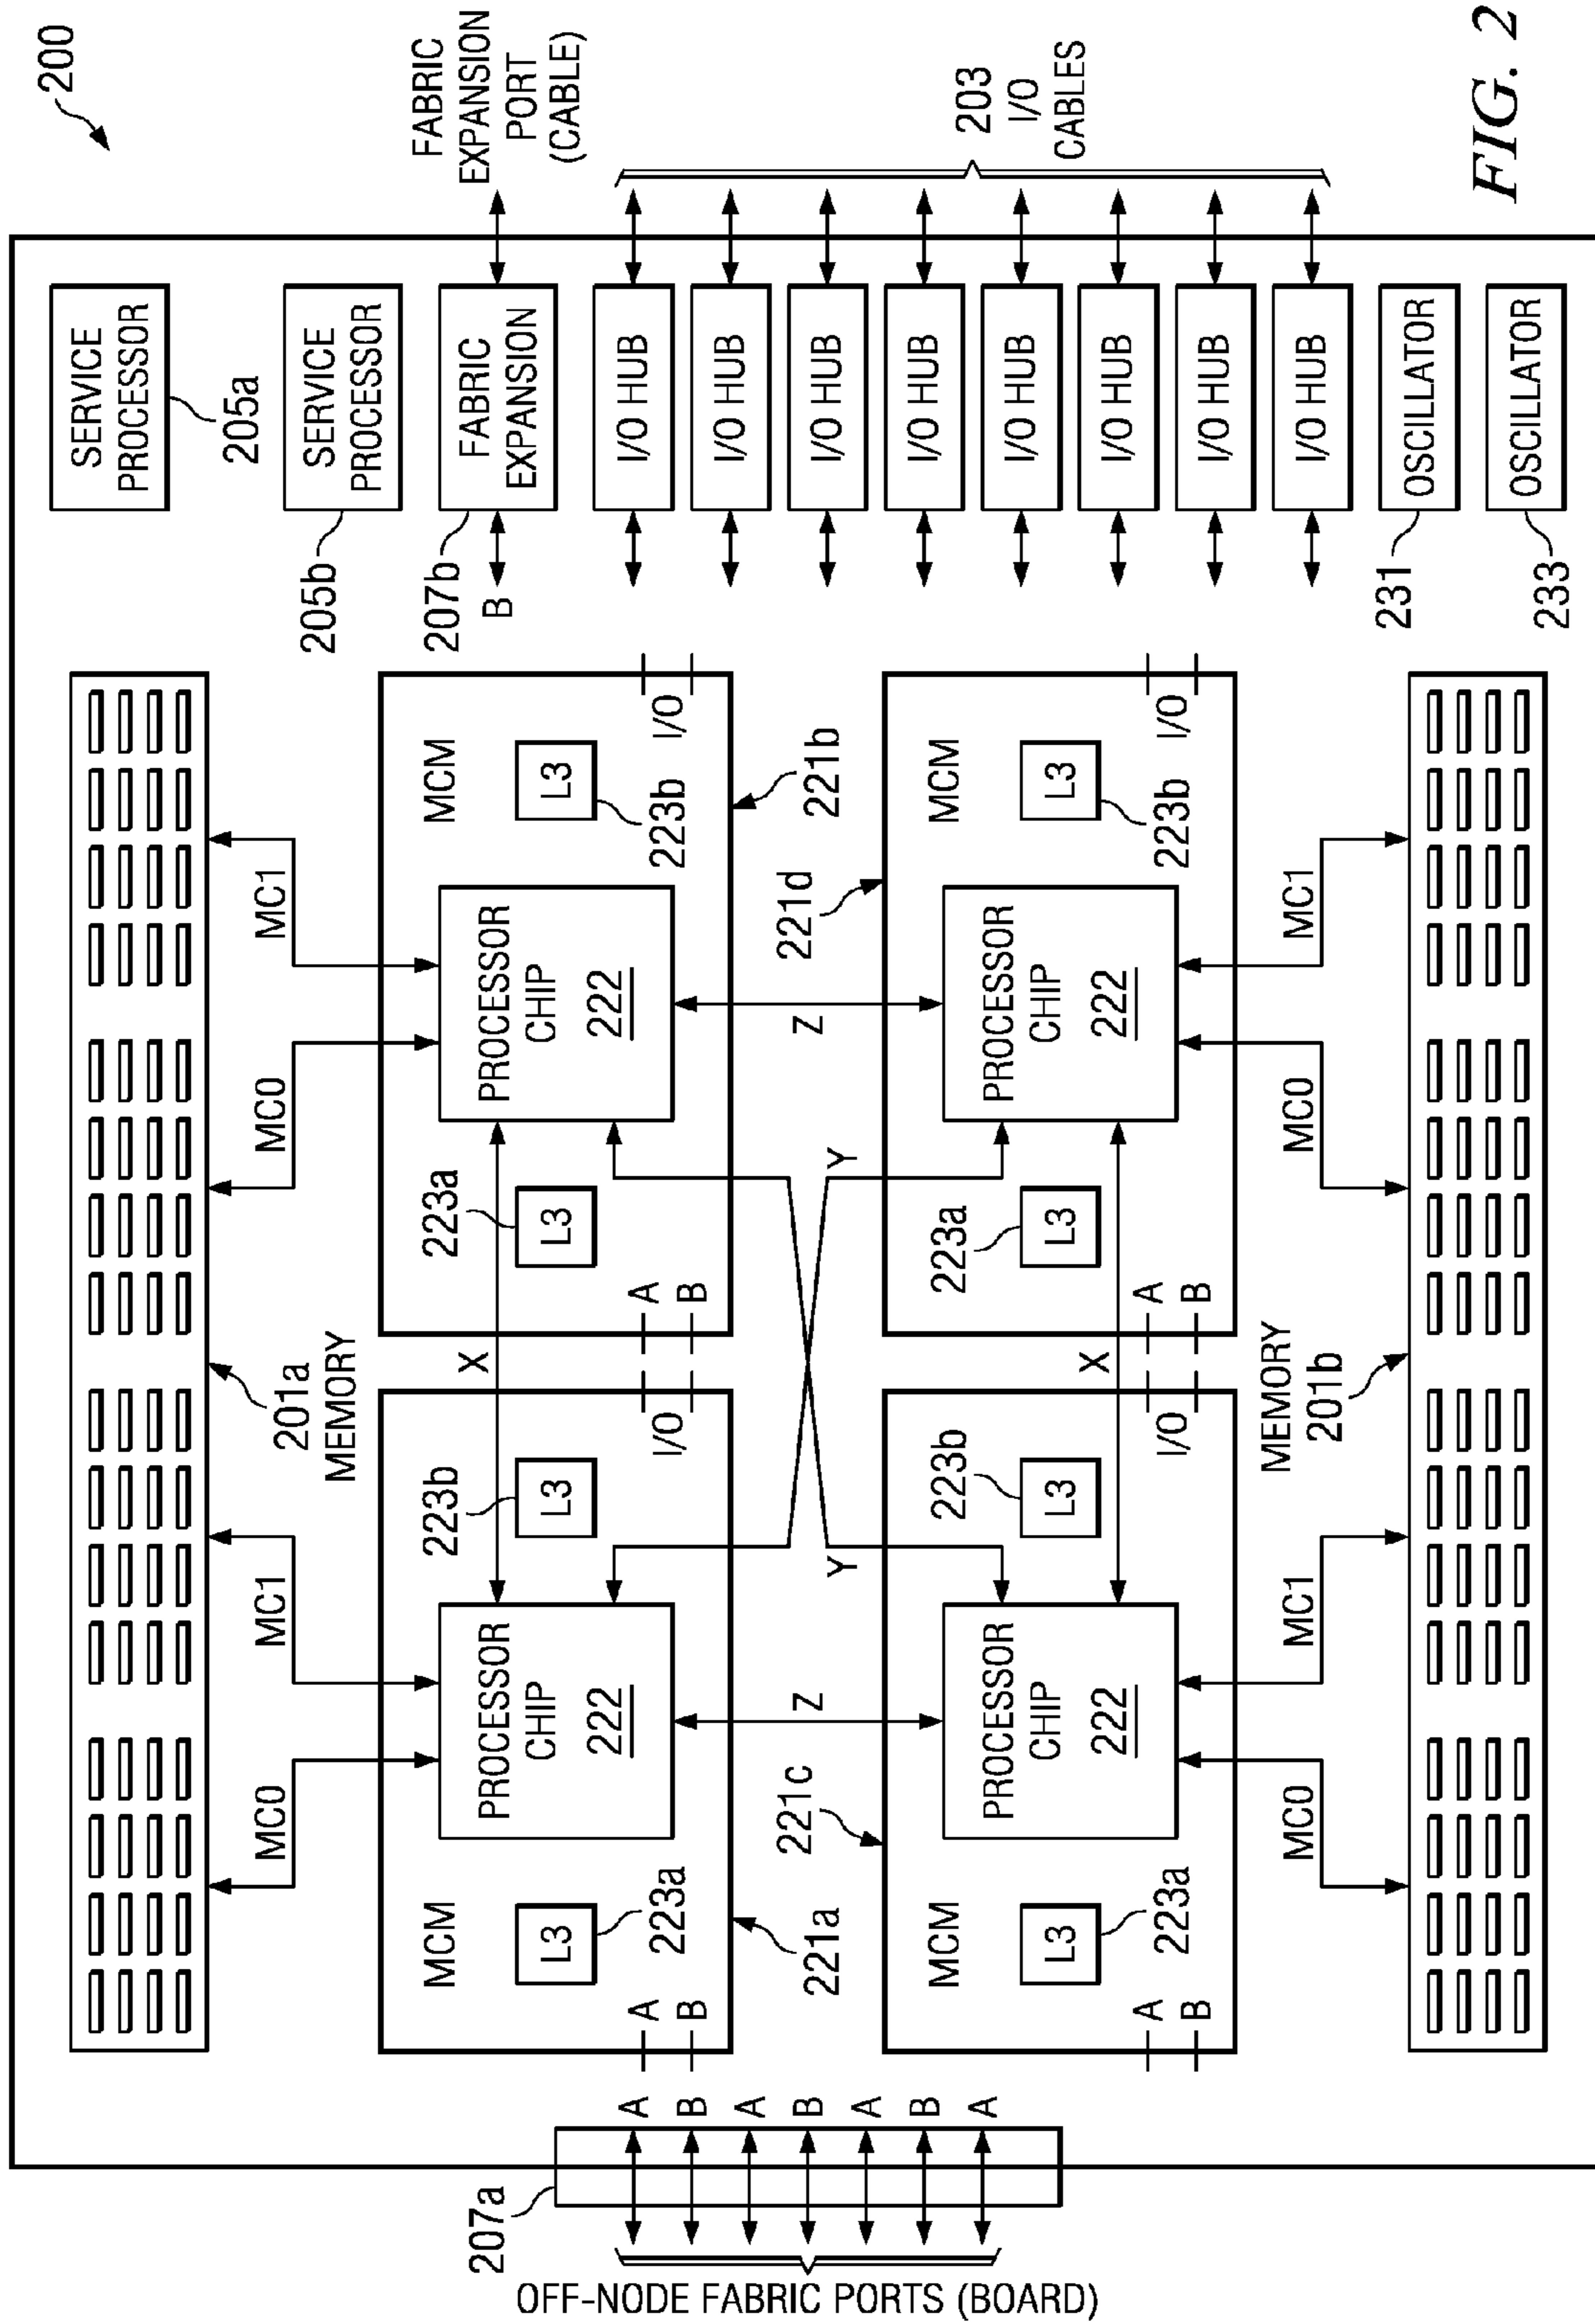 200
SERVICE
PROCESSOR
205a
SERVICE
PROCESSOR
205b
FABRIC
EXPANSION
207b
B
FABRIC
EXPANSION
PORT
(CABLE)
I/O HUB
I/O HUB
I/O HUB
I/O HUB
I/O HUB
I/O HUB
I/O HUB
I/O HUB
203
I/O
CABLES
OSCILLATOR
231
OSCILLATOR
233
201a
MEMORY
MC0
MC1
MC0
MC1
MCM
L3
223a
PROCESSOR
CHIP
222
L3
223b
A
B
I/O
221a
X
MCM
L3
223a
PROCESSOR
CHIP
222
L3
223b
A
B
I/O
221b
Z
Y
Y
Z
221c
MCM
L3
223a
PROCESSOR
CHIP
222
L3
223b
A
B
I/O
X
221d
MCM
L3
223a
PROCESSOR
CHIP
222
L3
223b
A
B
I/O
MC0
MC1
MC0
MC1
MEMORY
201b
207a
A
B
A
B
A
B
A
OFF-NODE FABRIC PORTS (BOARD)
FIG. 2